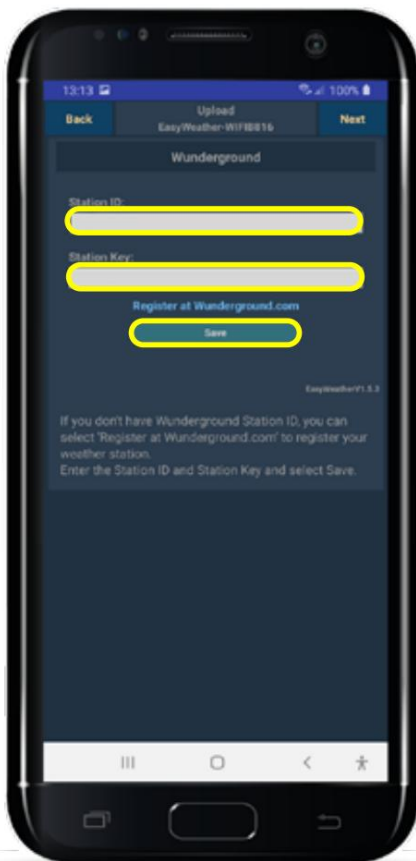 13:13 100%
Back Upload Next
EasyWeather-WIFI8816
Wunderground
Station ID:
Station Key:
Register at Wunderground.com
Save
EasyWeatherV1.5.3
If you don't have Wunderground Station ID, you can
select 'Register at Wunderground.com' to register your
weather station.
Enter the Station ID and Station Key and select Save.